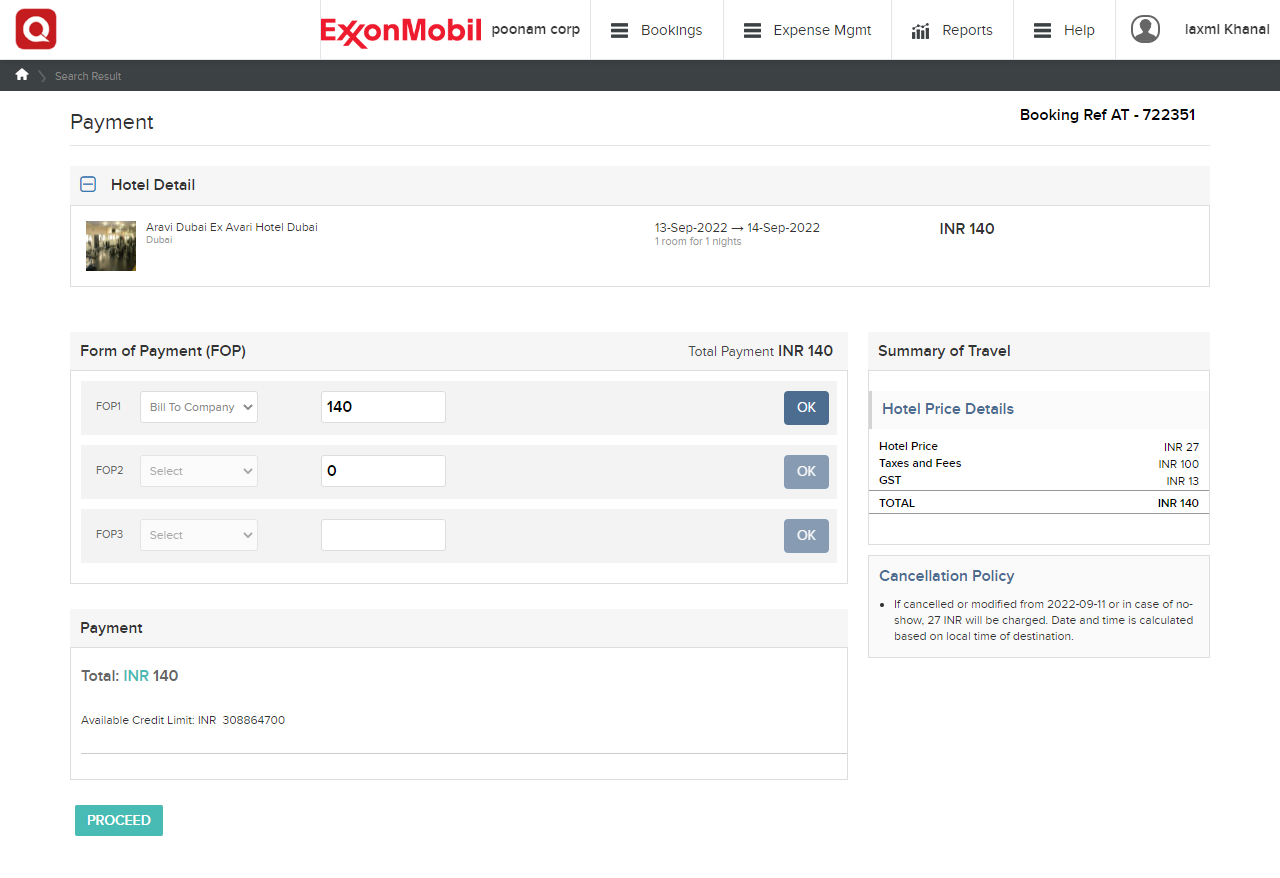 Q
ExxonMobil poonam corp Bookings Expense Mgmt Reports Help laxmi Khanal
Search Result
Payment
Booking Ref AT - 722351
Hotel Detail
Aravi Dubai Ex Avari Hotel Dubai 13-Sep-2022 → 14-Sep-2022 INR 140
Dubai 1 room for 1 nights
Form of Payment (FOP) Total Payment INR 140
FOP1 Bill To Company 140 OK
FOP2 Select 0 OK
FOP3 Select OK
Payment
Total: INR 140
Available Credit Limit: INR 308864700
PROCEED
Summary of Travel
Hotel Price Details
Hotel Price INR 27
Taxes and Fees INR 100
GST INR 13
TOTAL INR 140
Cancellation Policy
• If cancelled or modified from 2022-09-11 or in case of no-
show, 27 INR will be charged. Date and time is calculated
based on local time of destination.